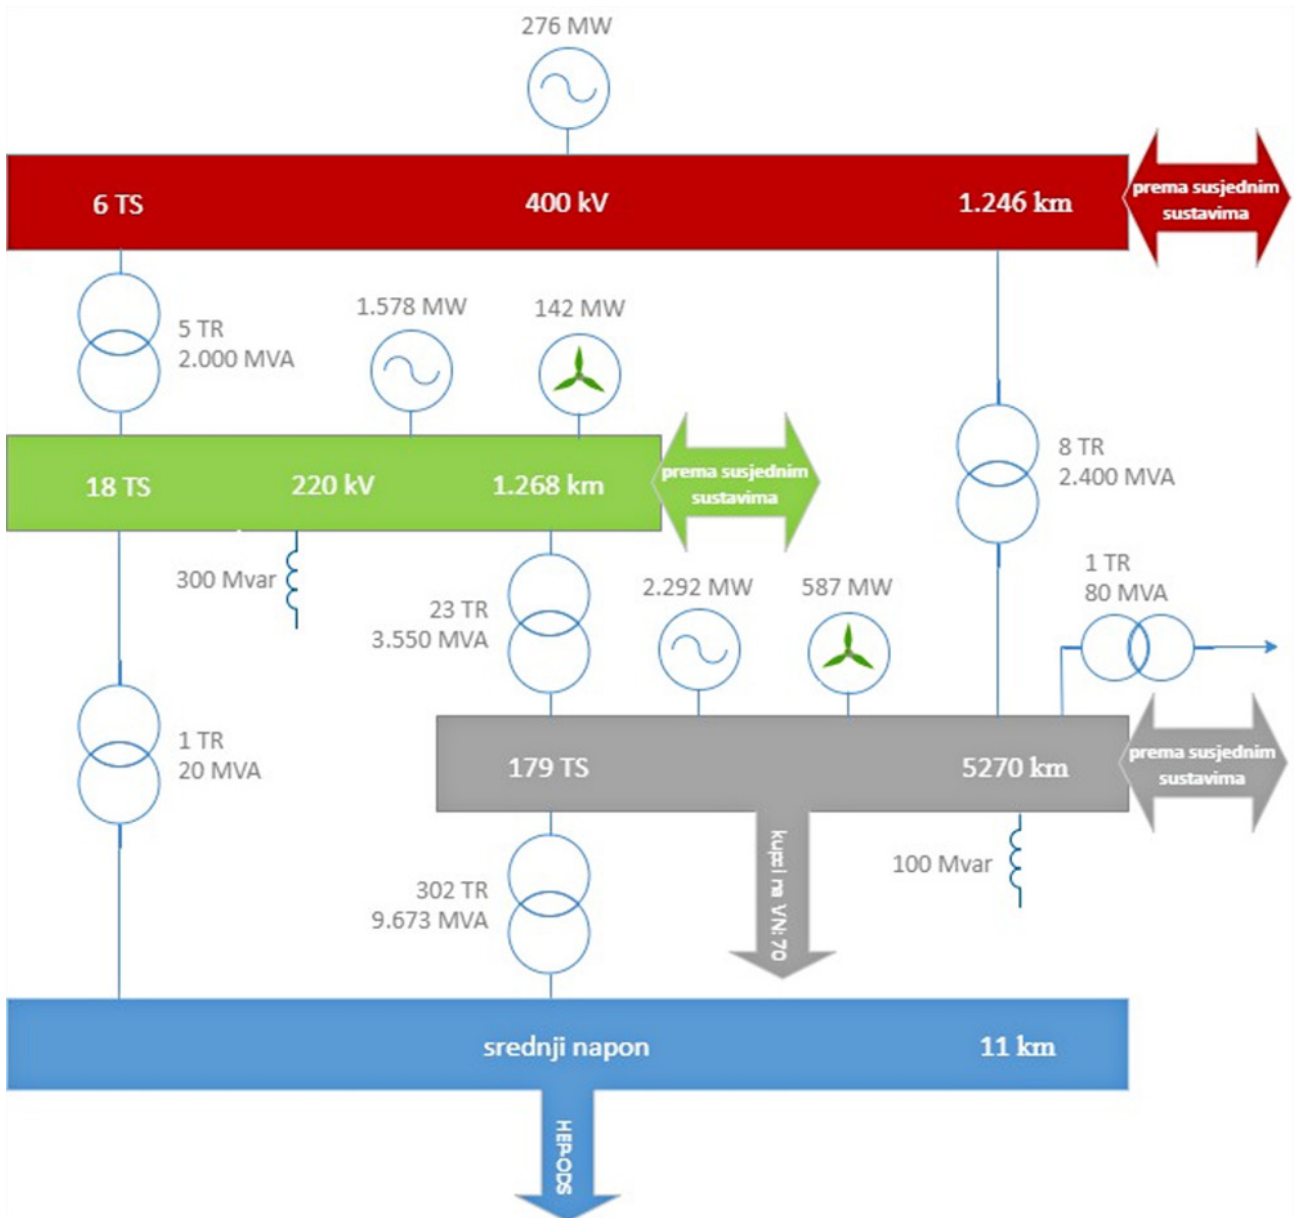 276 MW
6 TS
400 kV
1.246 km
prema susjednim
sustavima
5 TR
2.000 MVA
1.578 MW
142 MW
18 TS
220 kV
1.268 km
prema susjednim
sustavima
8 TR
2.400 MVA
300 Mvar
23 TR
3.550 MVA
2.292 MW
587 MW
1 TR
80 MVA
1 TR
20 MVA
179 TS
5270 km
prema susjednim
sustavima
kupci na VN: 70
100 Mvar
302 TR
9.673 MVA
srednji napon
11 km
HEP-ODS